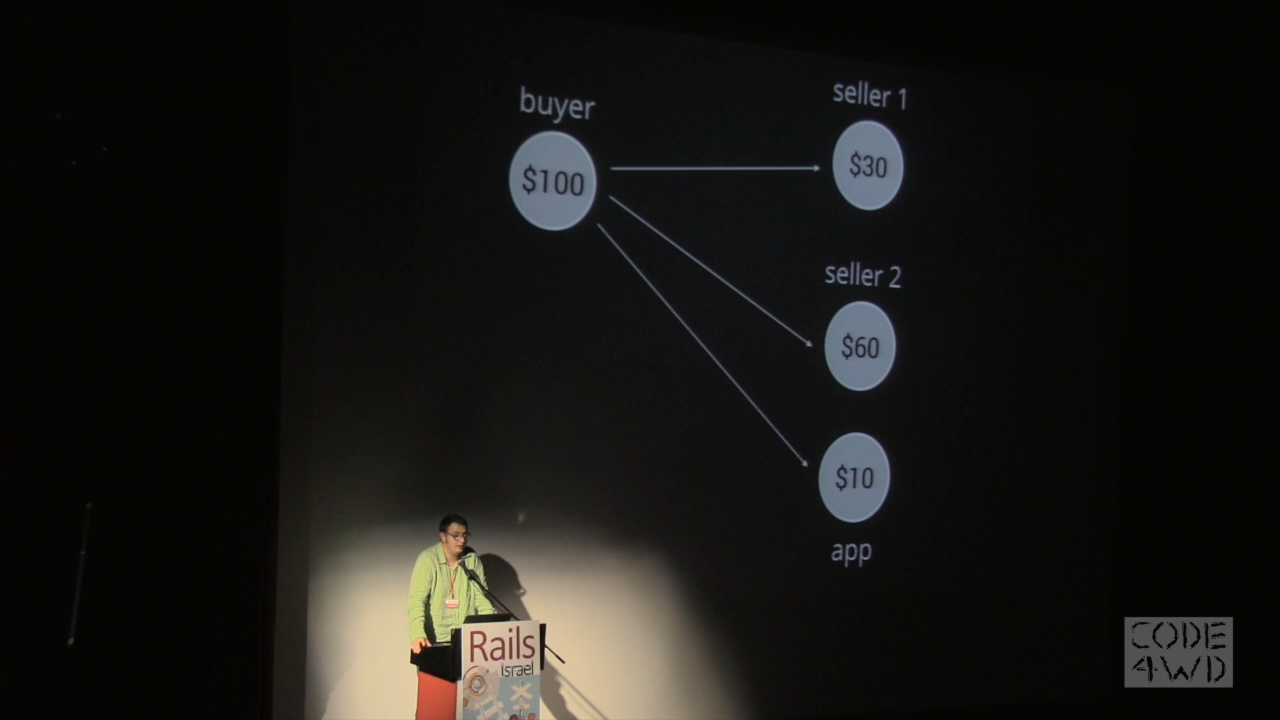 buyer
$100
seller 1
$30
seller 2
$60
$10
app
Rails
israel
CODE
4WD